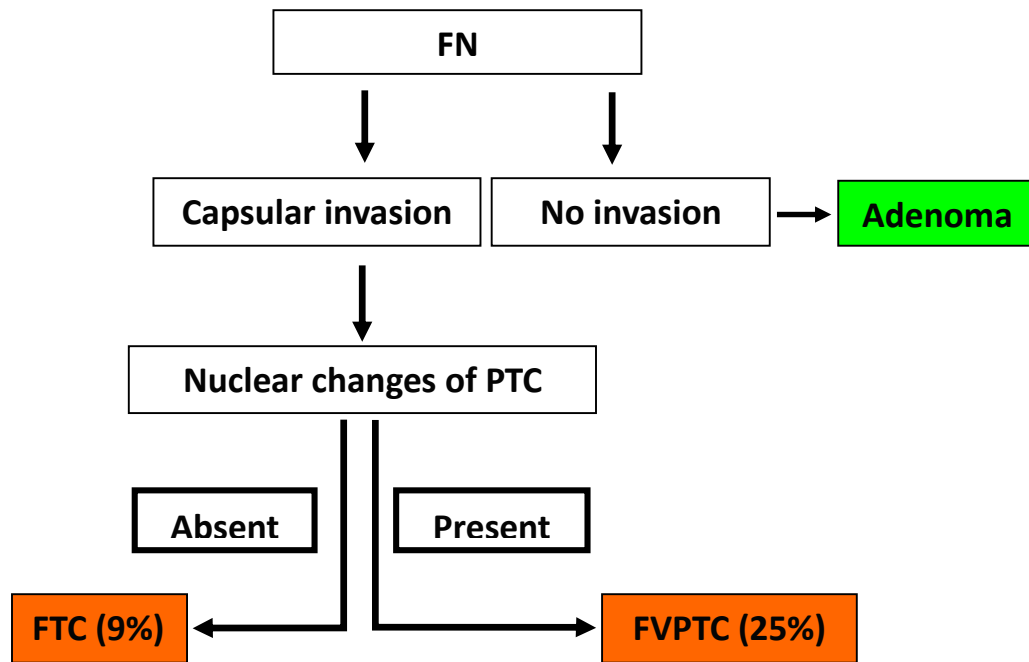 FN
Capsular invasion
No invasion
Adenoma
Nuclear changes of PTC
Absent
Present
FTC (9%)
FVPTC (25%)